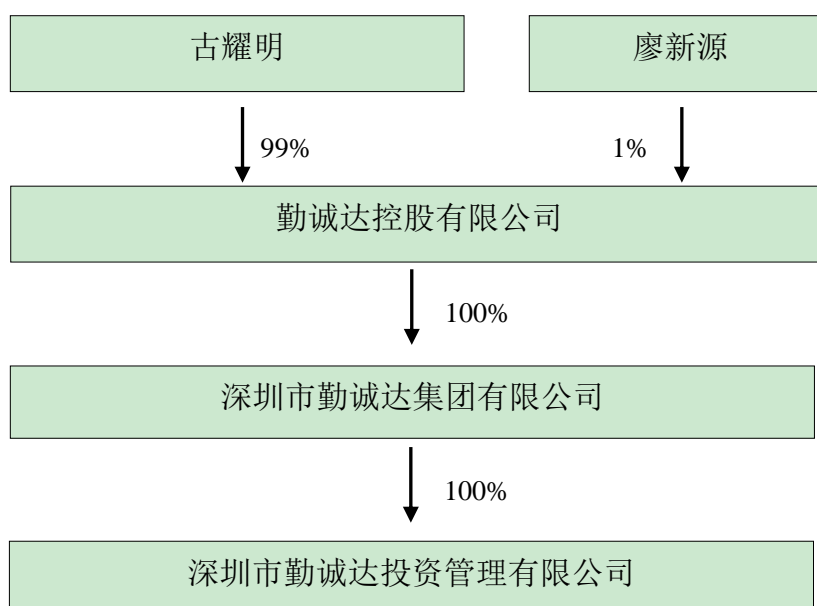 古耀明
廖新源
99%
1%
勤诚达控股有限公司
100%
深圳市勤诚达集团有限公司
100%
深圳市勤诚达投资管理有限公司